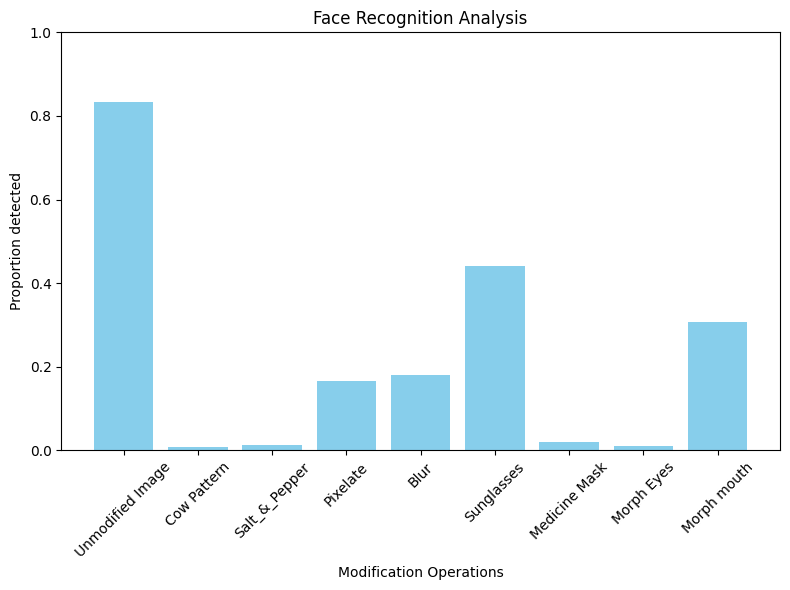 Face Recognition Analysis
Proportion detected
1.0
0.8
0.6
0.4
0.2
0.0
Unmodified Image
Cow Pattern
Salt_&_Pepper
Pixelate
Blur
Sunglasses
Medicine Mask
Morph Eyes
Morph mouth
Modification Operations